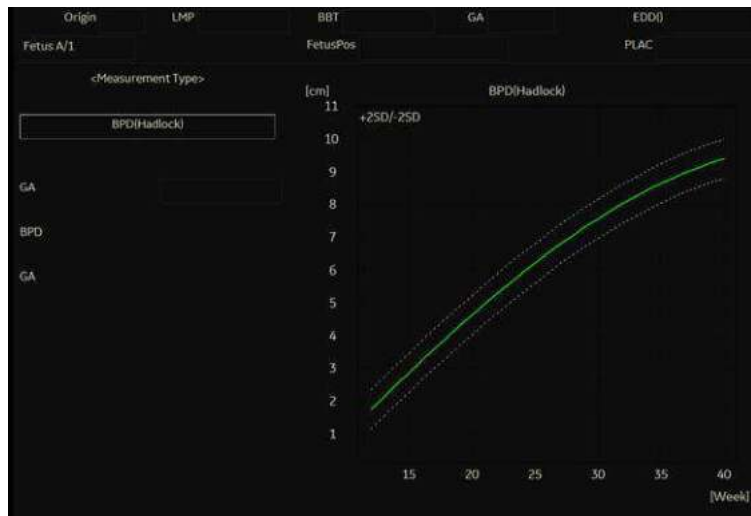 Origin LMP BBT GA EDD()
Fetus A/1 FetusPos PLAC
<Measurement Type>
BPD(Hadlock)
GA
BPD
GA
[cm] BPD(Hadlock)
+2SD/-2SD
11
10
9
8
7
6
5
4
3
2
1
15 20 25 30 35 40
[Week]